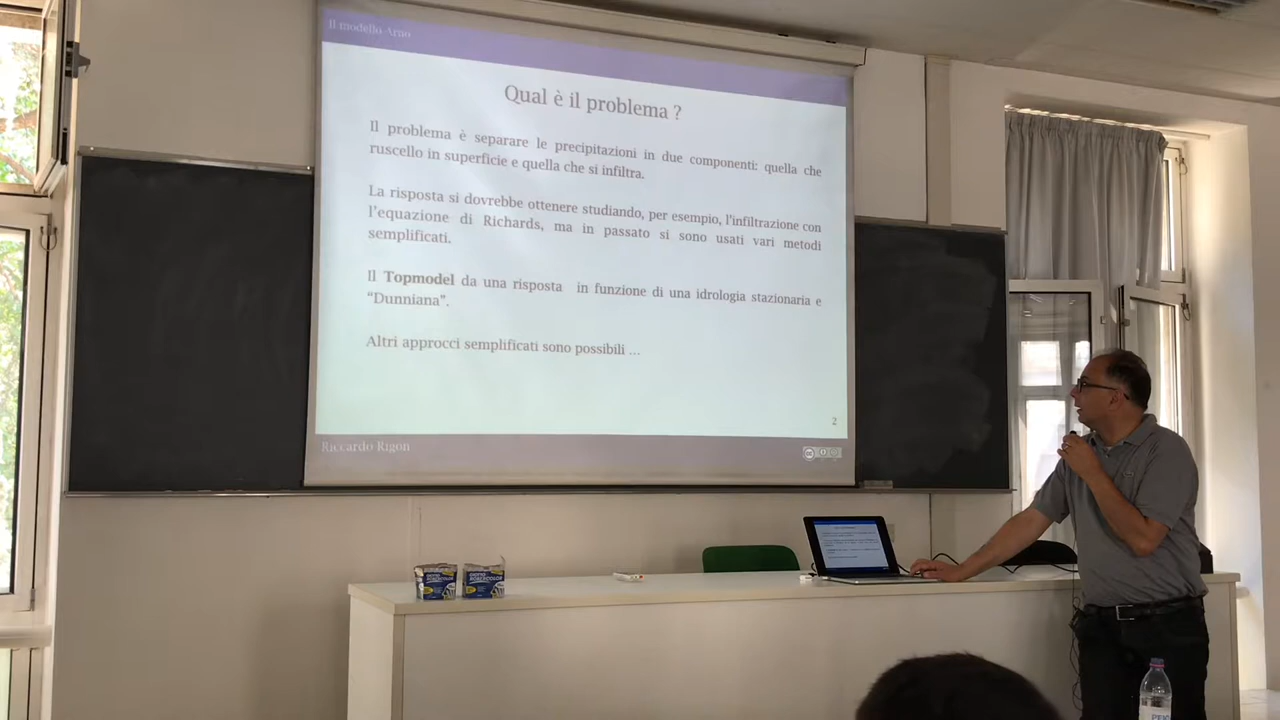 Il modello Arno
Qual è il problema ?
Il problema è separare le precipitazioni in due componenti: quella che
ruscello in superficie e quella che si infiltra.
La risposta si dovrebbe ottenere studiando, per esempio, l'infiltrazione con
l'equazione di Richards, ma in passato si sono usati vari metodi
semplificati.
Il Topmodel da una risposta in funzione di una idrologia stazionaria e
“Dunniana”.
Altri approcci semplificati sono possibili ...
2
Riccardo Rigon